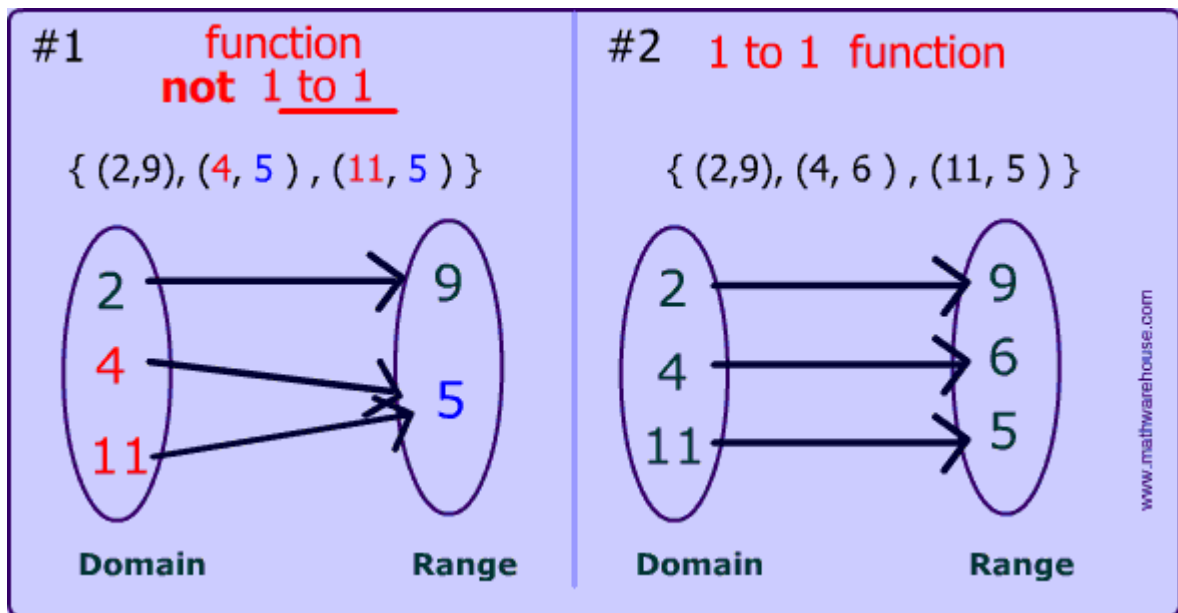 #1 function
not 1 to 1
{ (2,9), (4, 5 ) , (11, 5 ) }
2
4
11
9
5
Domain
Range
#2 1 to 1 function
{ (2,9), (4, 6 ) , (11, 5 ) }
2
4
11
9
6
5
Domain
Range
www.mathwarehouse.com